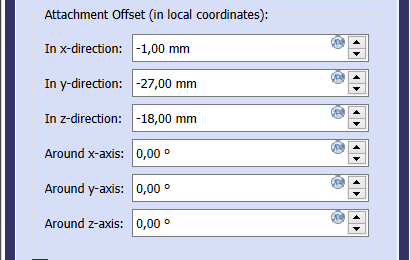 Attachment Offset (in local coordinates):
In x-direction: -1,00 mm
In y-direction: -27,00 mm
In z-direction: -18,00 mm
Around x-axis: 0,00 º
Around y-axis: 0,00 º
Around z-axis: 0,00 º